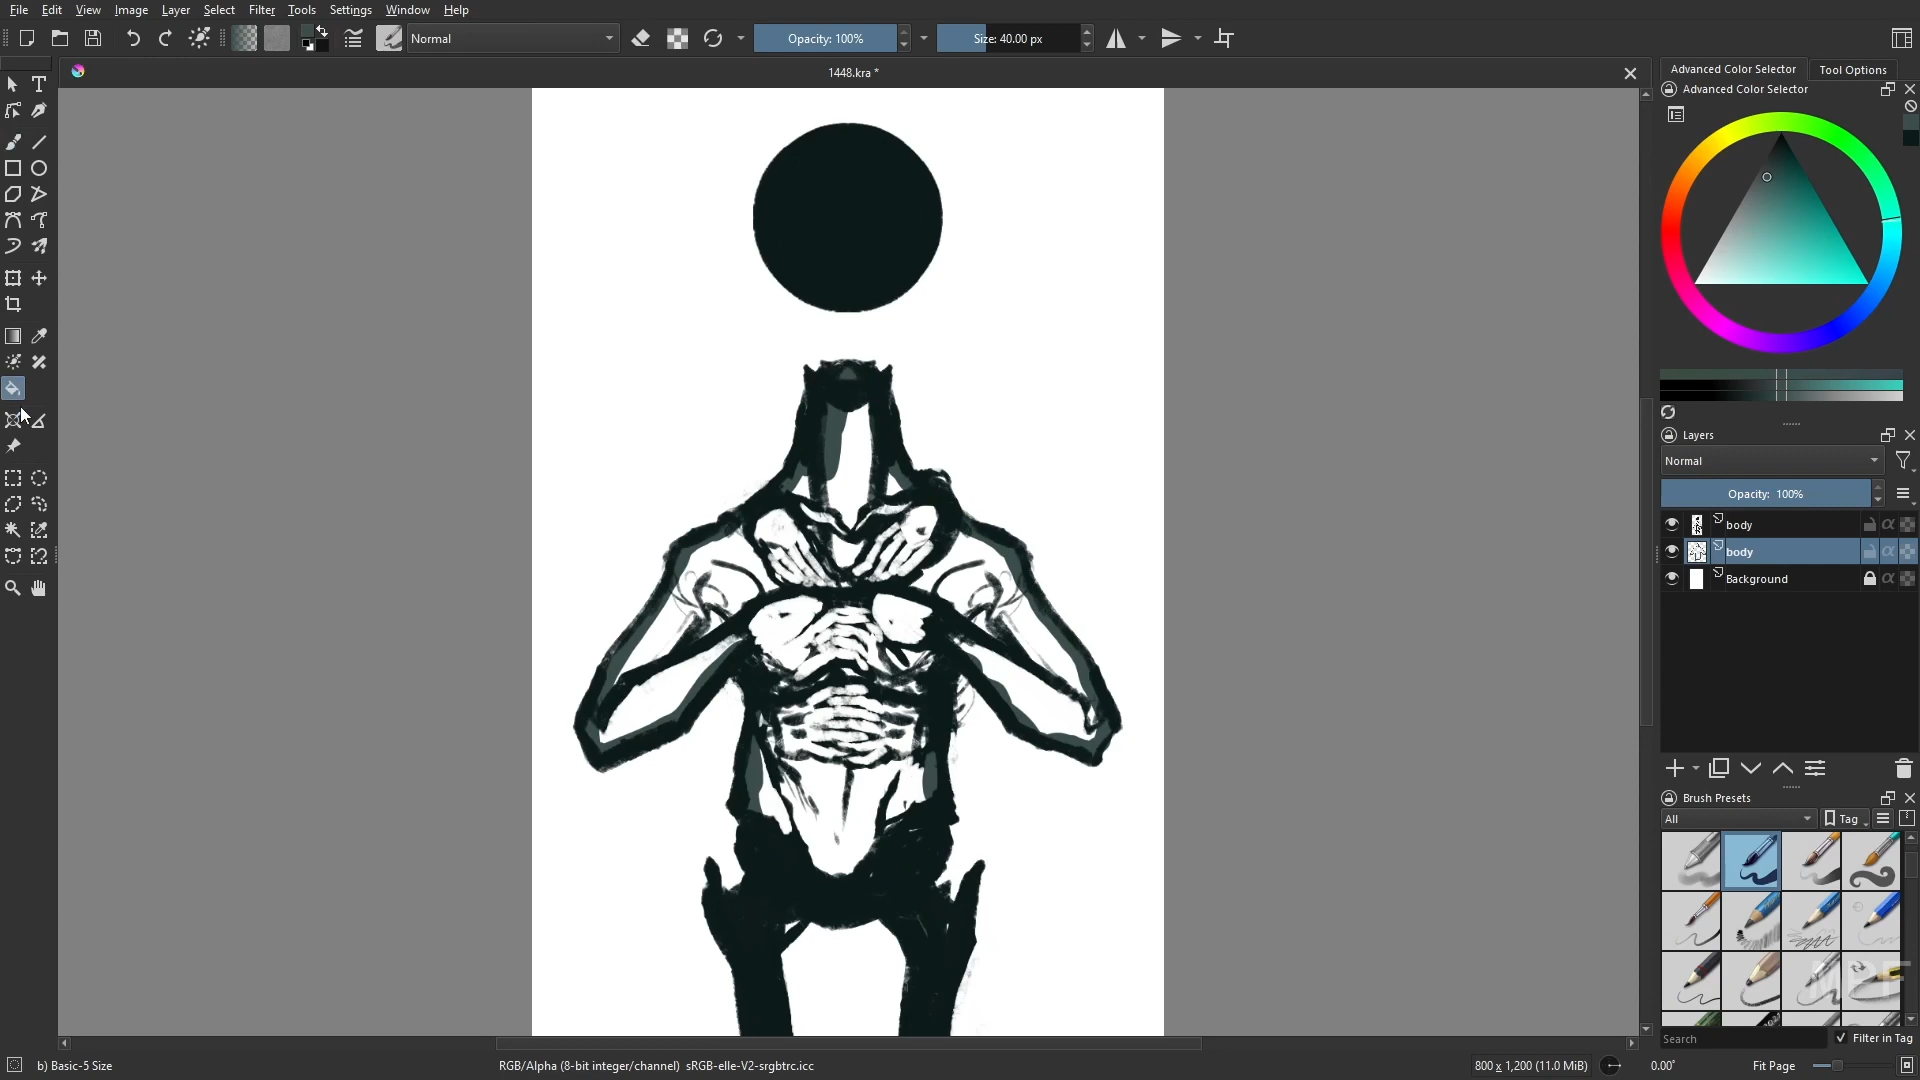 File Edit View Image Layer Select Filter Tools Settings Window Help
Normal
Opacity: 100%
Size: 40.00 px
1448.kra *
Advanced Color Selector
Tool Options
Advanced Color Selector
Layers
Normal
Opacity: 100%
body
body
Background
Brush Presets
All
Tag
MPF
Search
Filter in Tag
b) Basic-5 Size
RGB/Alpha (8-bit integer/channel) sRGB-elle-V2-srgbtrc.icc
800 x 1,200 (11.0 MiB)
0.00°
Fit Page